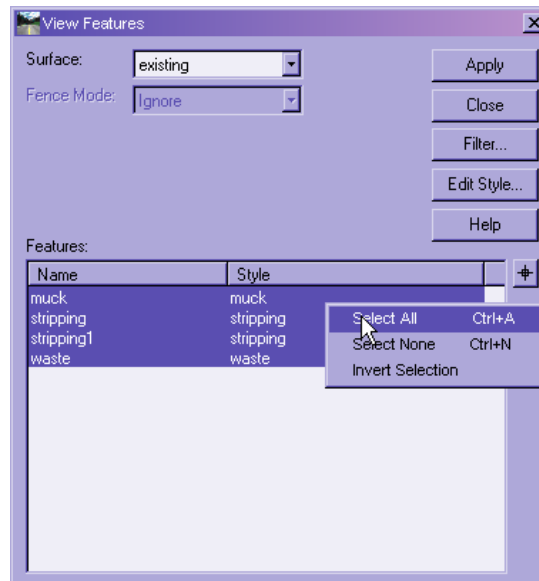 View Features
Surface: existing
Apply
Fence Mode: Ignore
Close
Filter...
Edit Style...
Help
Features:
Name Style
muck muck
stripping stripping
stripping1 stripping
waste waste
Select All Ctrl+A
Select None Ctrl+N
Invert Selection